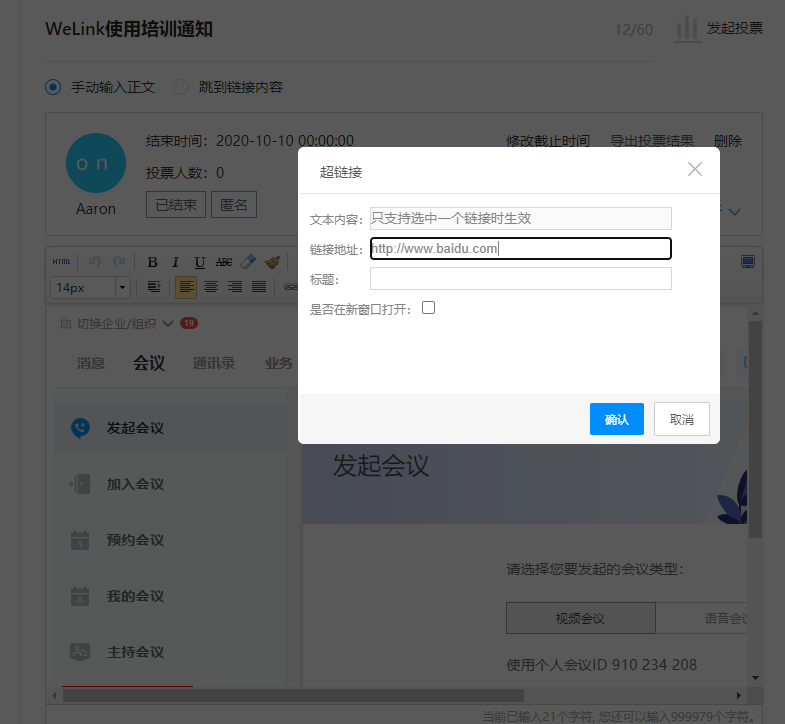 WeLink使用培训通知
12/60
发起投票
手动输入正文
跳到链接内容
on
Aaron
结束时间：2020-10-10 00:00:00
修改截止时间
导出投票结果
删除
投票人数：0
已结束
匿名
超链接
文本内容：
只支持选中一个链接时生效
链接地址：
http://www.baidu.com
标题：
是否在新窗口打开：
确认
取消
HTML
B
I
U
ABC
14px
切换企业/组织
19
消息
会议
通讯录
业务
发起会议
加入会议
预约会议
我的会议
主持会议
发起会议
请选择您要发起的会议类型：
视频会议
语音会
使用个人会议ID 910 234 208
当前已输入21个字符, 您还可以输入999979个字符。